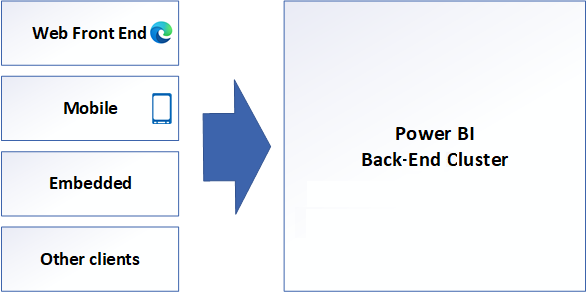 Web Front End
Mobile
Embedded
Other clients
Power BI
Back-End Cluster